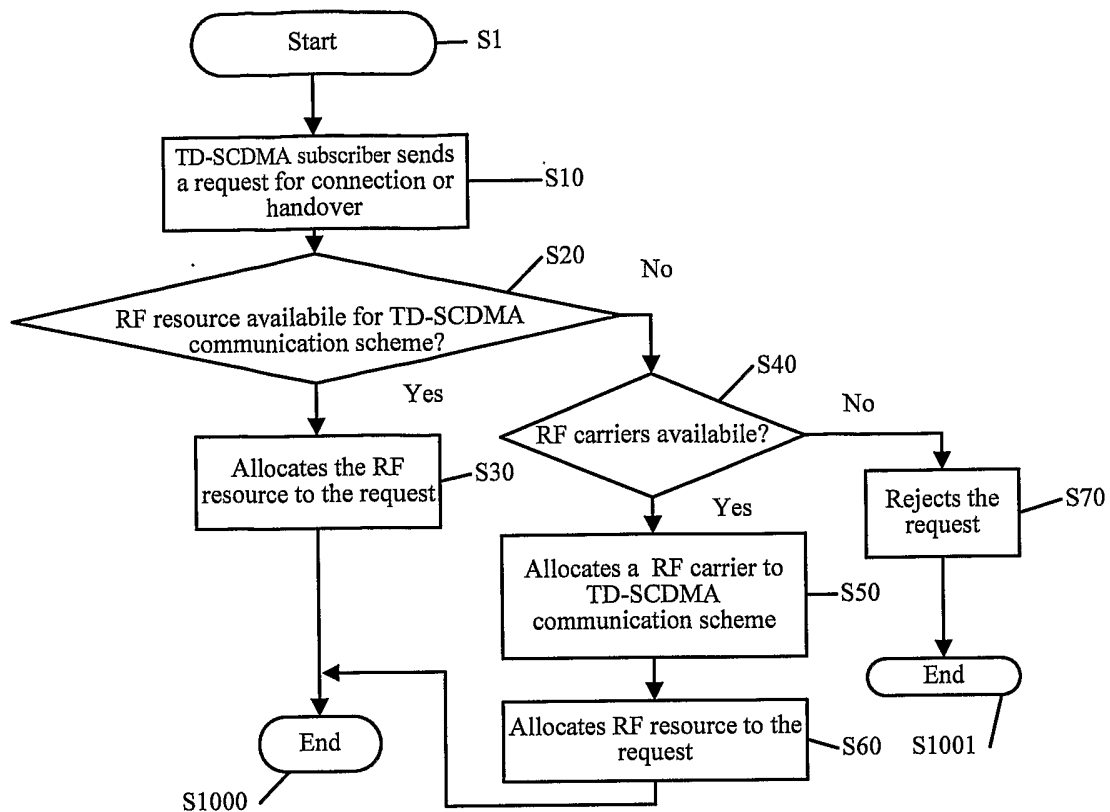 Start
S1
TD-SCDMA subscriber sends
a request for connection or
handover
S10
S20
No
RF resource availabile for TD-SCDMA
communication scheme?
Yes
S40
No
RF carriers availabile?
Allocates the RF
resource to the request
S30
Yes
Rejects the
request
S70
Allocates a RF carrier to
TD-SCDMA
communication scheme
S50
End
End
Allocates RF resource to the
request
S60
S1001
S1000